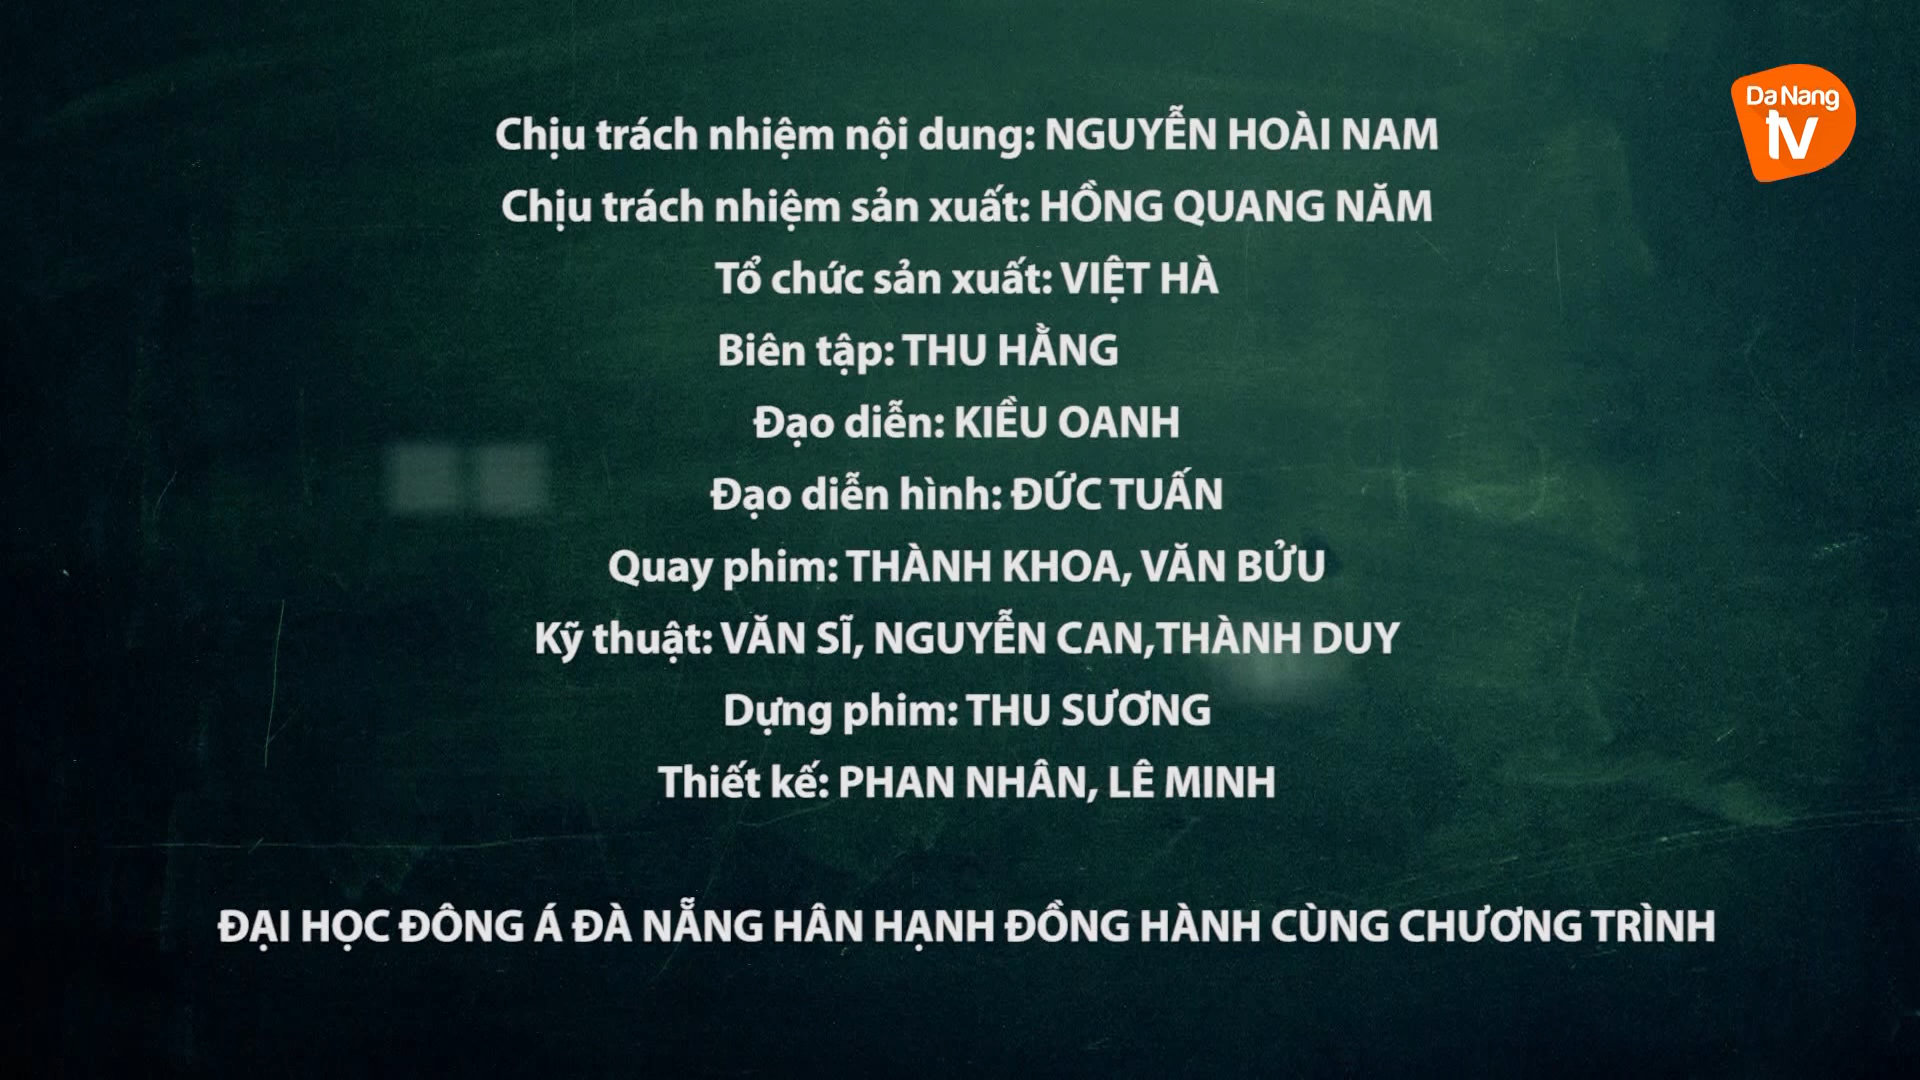 Da Nang
tv
Chịu trách nhiệm nội dung: NGUYỄN HOÀI NAM
Chịu trách nhiệm sản xuất: HỒNG QUANG NĂM
Tổ chức sản xuất: VIỆT HÀ
Biên tập: THU HẰNG
Đạo diễn: KIỀU OANH
Đạo diễn hình: ĐỨC TUẤN
Quay phim: THÀNH KHOA, VĂN BỬU
Kỹ thuật: VĂN SĨ, NGUYỄN CAN,THÀNH DUY
Dựng phim: THU SƯƠNG
Thiết kế: PHAN NHÂN, LÊ MINH
ĐẠI HỌC ĐÔNG Á ĐÀ NẴNG HÂN HẠNH ĐỒNG HÀNH CÙNG CHƯƠNG TRÌNH